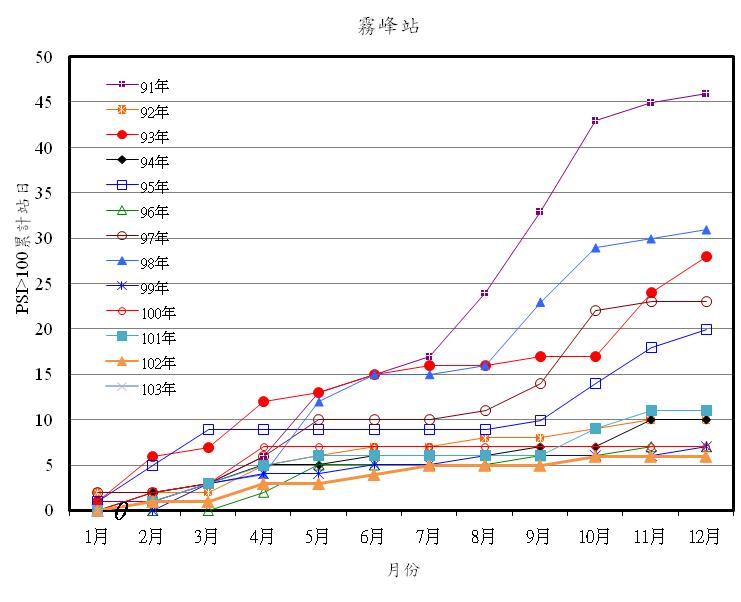 霧峰站
PSI>100累計站日
50
45
40
35
30
25
20
15
10
5
0
91年
92年
93年
94年
95年
96年
97年
98年
99年
100年
101年
102年
103年
0
1月 2月 3月 4月 5月 6月 7月 8月 9月 10月 11月 12月
月份